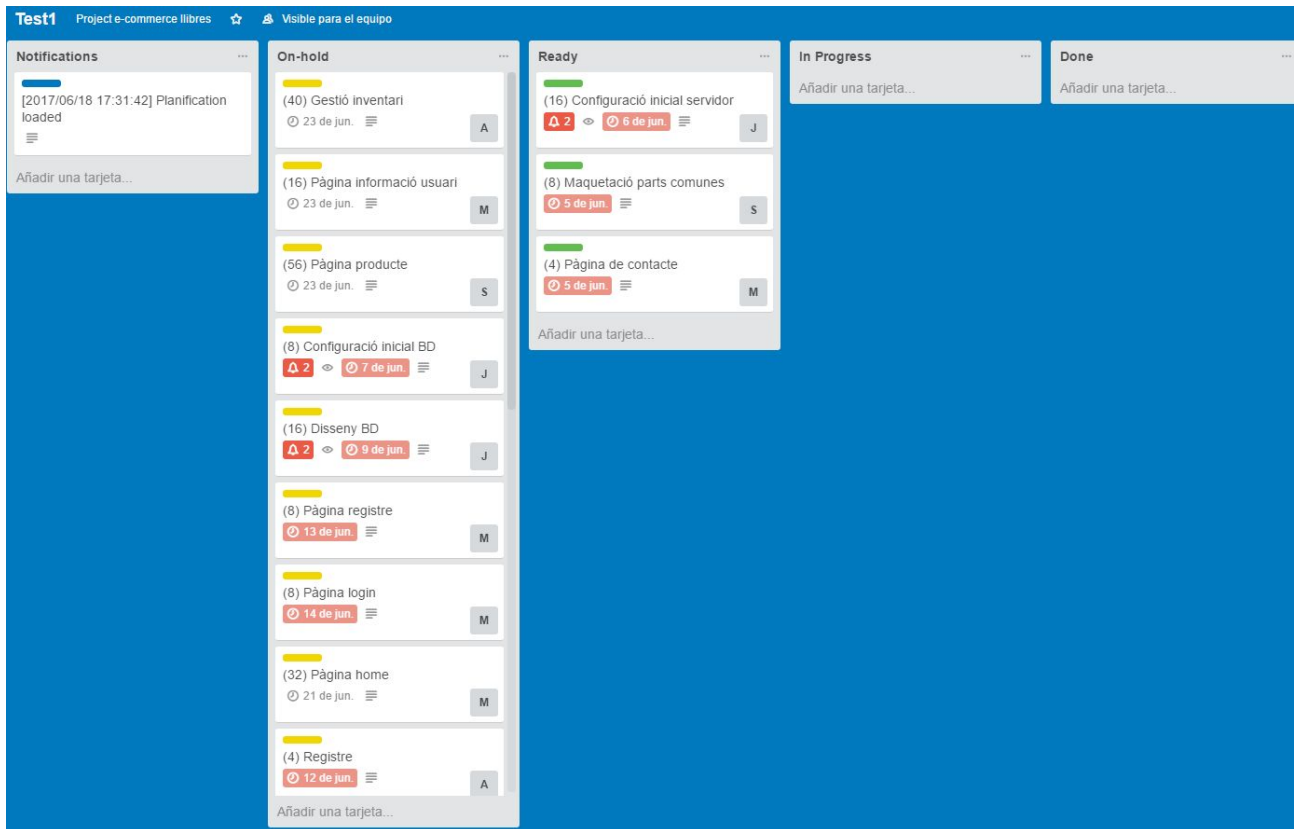 Test1 Project e-commerce llibres Visible para el equipo
Notifications
[2017/06/18 17:31:42] Planification
loaded
Añadir una tarjeta...
On-hold
(40) Gestió inventari
23 de jun.
A
(16) Pàgina informació usuari
23 de jun.
M
(56) Pàgina producte
23 de jun.
S
(8) Configuració inicial BD
2 7 de jun.
J
(16) Disseny BD
2 9 de jun.
J
(8) Pàgina registre
13 de jun.
M
(8) Pàgina login
14 de jun.
M
(32) Pàgina home
21 de jun.
M
(4) Registre
12 de jun.
A
Añadir una tarjeta...
Ready
(16) Configuració inicial servidor
2 6 de jun.
J
(8) Maquetació parts comunes
5 de jun.
S
(4) Pàgina de contacte
5 de jun.
M
Añadir una tarjeta...
In Progress
Añadir una tarjeta...
Done
Añadir una tarjeta...